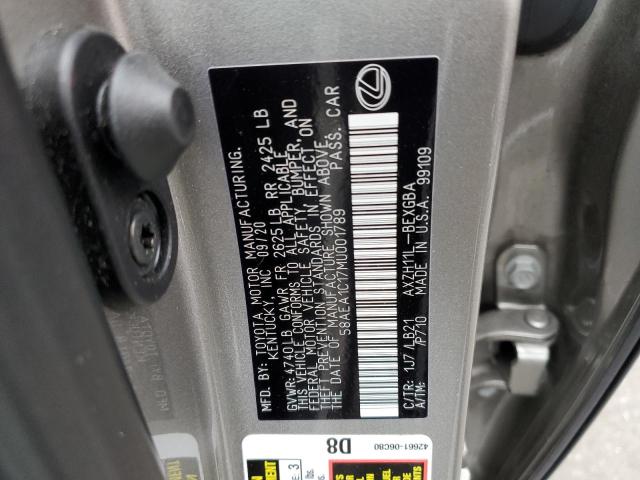 MFD. BY: TOYOTA MOTOR MANUFACTURING.
KENTUCKY, INC 09/20
GVWR: 4740LB GAWR FR 2625LB RR 2425 LB
THIS VEHICLE CONFORMS TO ALL APPLICABLE
FEDERAL MOTOR VEHICLE SAFETY, BUMPER, AND
THEFT PREVENTION STANDARDS IN EFFECT ON
THE DATE OF MANUFACTURE SHOWN ABOVE.
58AEA1C17MU001789 PASS. CAR
C/TR: 1J7 /LB21 AXZH11L-BEXGBA
A/TM: /P710 MADE IN U.S.A. 99109
D8
42661-06C80